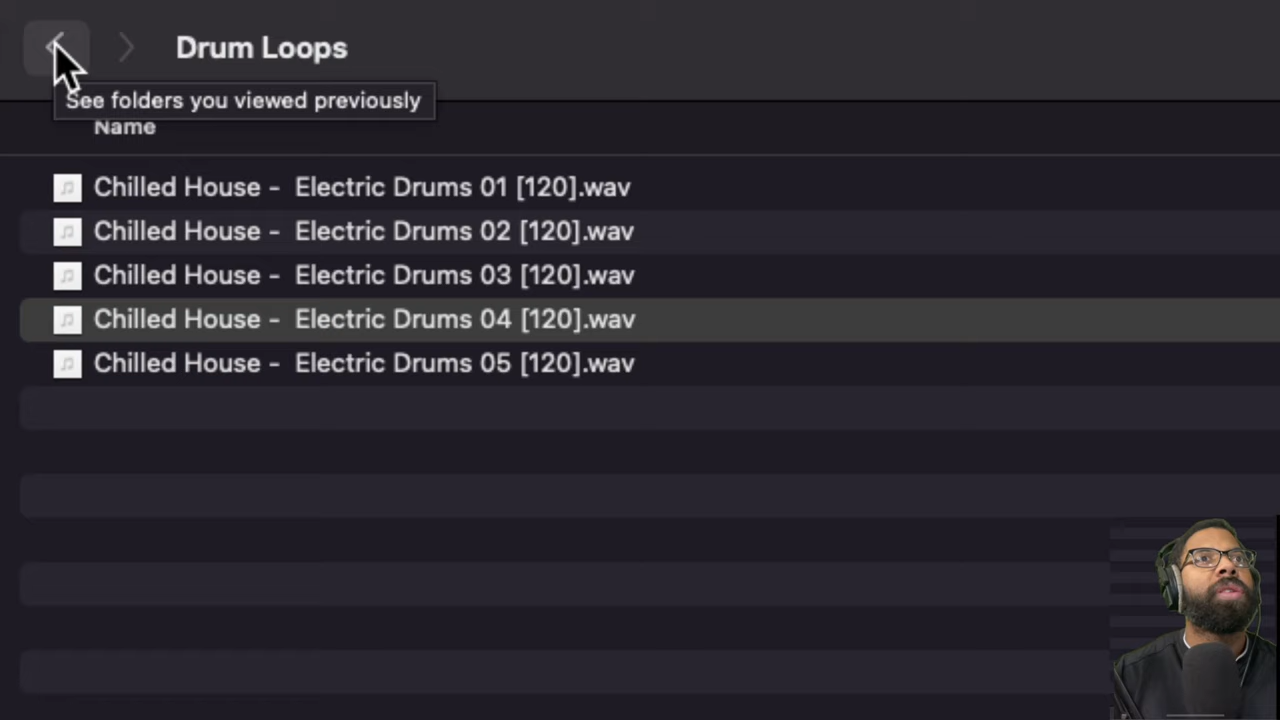 Drum Loops
See folders you viewed previously
Name
Chilled House -  Electric Drums 01 [120].wav
Chilled House -  Electric Drums 02 [120].wav
Chilled House -  Electric Drums 03 [120].wav
Chilled House -  Electric Drums 04 [120].wav
Chilled House -  Electric Drums 05 [120].wav